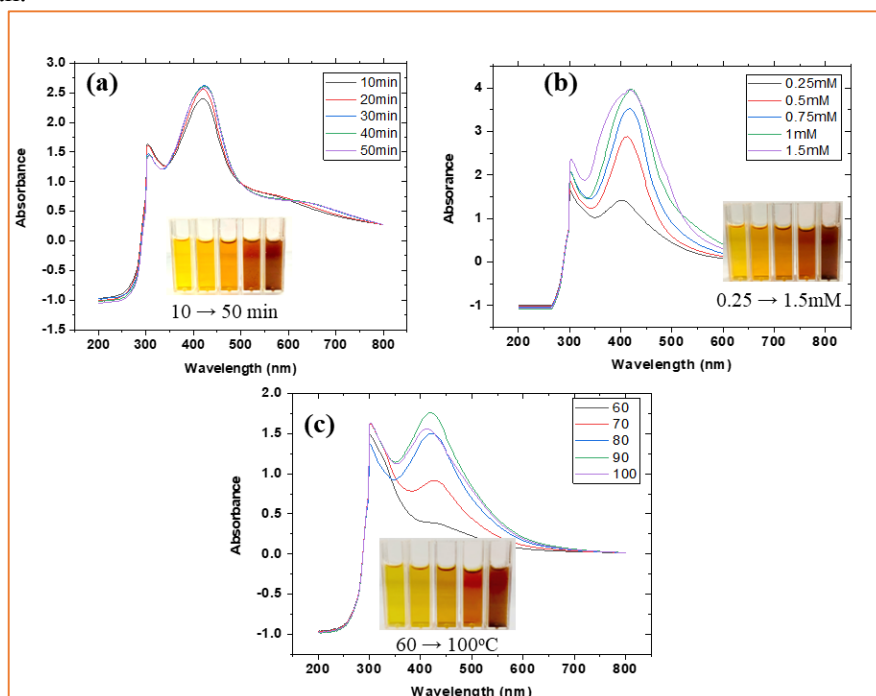 (a)
3.0
2.5
2.0
1.5
1.0
0.5
0.0
-0.5
-1.0
-1.5
Absorbance
10min
20min
30min
40min
50min
10 → 50 min
200 300 400 500 600 700 800
Wavelength (nm)
(b)
4
3
2
1
0
-1
Absorance
0.25mM
0.5mM
0.75mM
1mM
1.5mM
0.25 → 1.5mM
200 300 400 500 600 700 800
Wavelength (nm)
(c)
2.0
1.5
1.0
0.5
0.0
-1.0
Absorbance
60
70
80
90
100
60 → 100°C
200 300 400 500 600 700 800
Wavelength (nm)